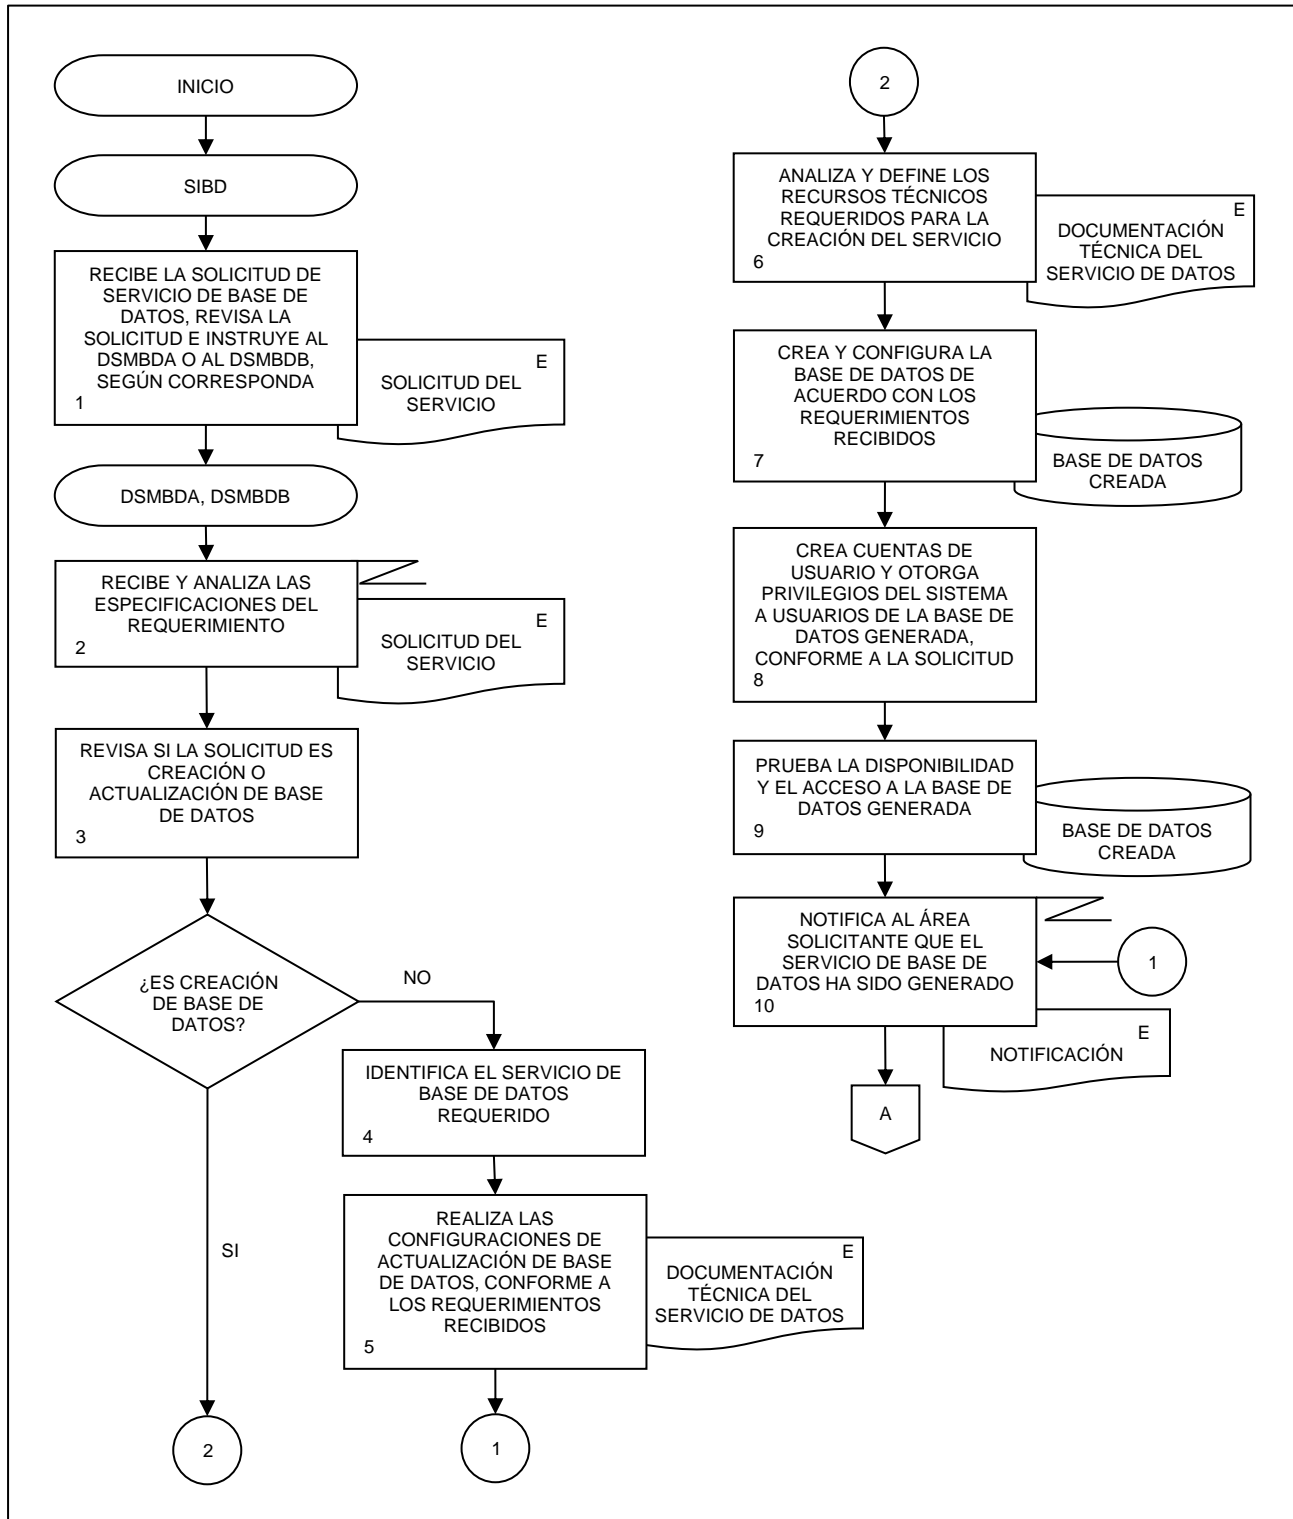 INICIO
SIBD
RECIBE LA SOLICITUD DE
SERVICIO DE BASE DE
DATOS, REVISA LA
SOLICITUD E INSTRUYE AL
DSMBDA O AL DSMBDB,
SEGÚN CORRESPONDA
1
E
SOLICITUD DEL
SERVICIO
DSMBDA, DSMBDB
RECIBE Y ANALIZA LAS
ESPECIFICACIONES DEL
REQUERIMIENTO
2
E
SOLICITUD DEL
SERVICIO
REVISA SI LA SOLICITUD ES
CREACIÓN O
ACTUALIZACIÓN DE BASE
DE DATOS
3
¿ES CREACIÓN
DE BASE DE
DATOS?
NO
IDENTIFICA EL SERVICIO DE
BASE DE DATOS
REQUERIDO
4
REALIZA LAS
CONFIGURACIONES DE
ACTUALIZACIÓN DE BASE
DE DATOS, CONFORME A
LOS REQUERIMIENTOS
RECIBIDOS
5
E
DOCUMENTACIÓN
TÉCNICA DEL
SERVICIO DE DATOS
SI
2
1
2
ANALIZA Y DEFINE LOS
RECURSOS TÉCNICOS
REQUERIDOS PARA LA
CREACIÓN DEL SERVICIO
6
E
DOCUMENTACIÓN
TÉCNICA DEL
SERVICIO DE DATOS
CREA Y CONFIGURA LA
BASE DE DATOS DE
ACUERDO CON LOS
REQUERIMIENTOS
RECIBIDOS
7
BASE DE DATOS
CREADA
CREA CUENTAS DE
USUARIO Y OTORGA
PRIVILEGIOS DEL SISTEMA
A USUARIOS DE LA BASE DE
DATOS GENERADA,
CONFORME A LA SOLICITUD
8
PRUEBA LA DISPONIBILIDAD
Y EL ACCESO A LA BASE DE
DATOS GENERADA
9
BASE DE DATOS
CREADA
NOTIFICA AL ÁREA
SOLICITANTE QUE EL
SERVICIO DE BASE DE
DATOS HA SIDO GENERADO
10
1
E
NOTIFICACIÓN
A